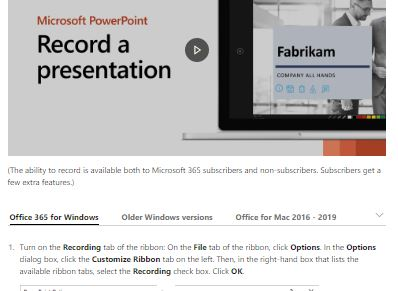 Microsoft PowerPoint
Record a
presentation
Fabrikam
COMPANY ALL HANDS
(The ability to record is available both to Microsoft 365 subscribers and non-subscribers. Subscribers get a
few extra features.)
Office 365 for Windows Older Windows versions Office for Mac 2016 - 2019
1. Turn on the Recording tab of the ribbon: On the File tab of the ribbon, click Options. In the Options
dialog box, click the Customize Ribbon tab on the left. Then, in the right-hand box that lists the
available ribbon tabs, select the Recording check box. Click OK.